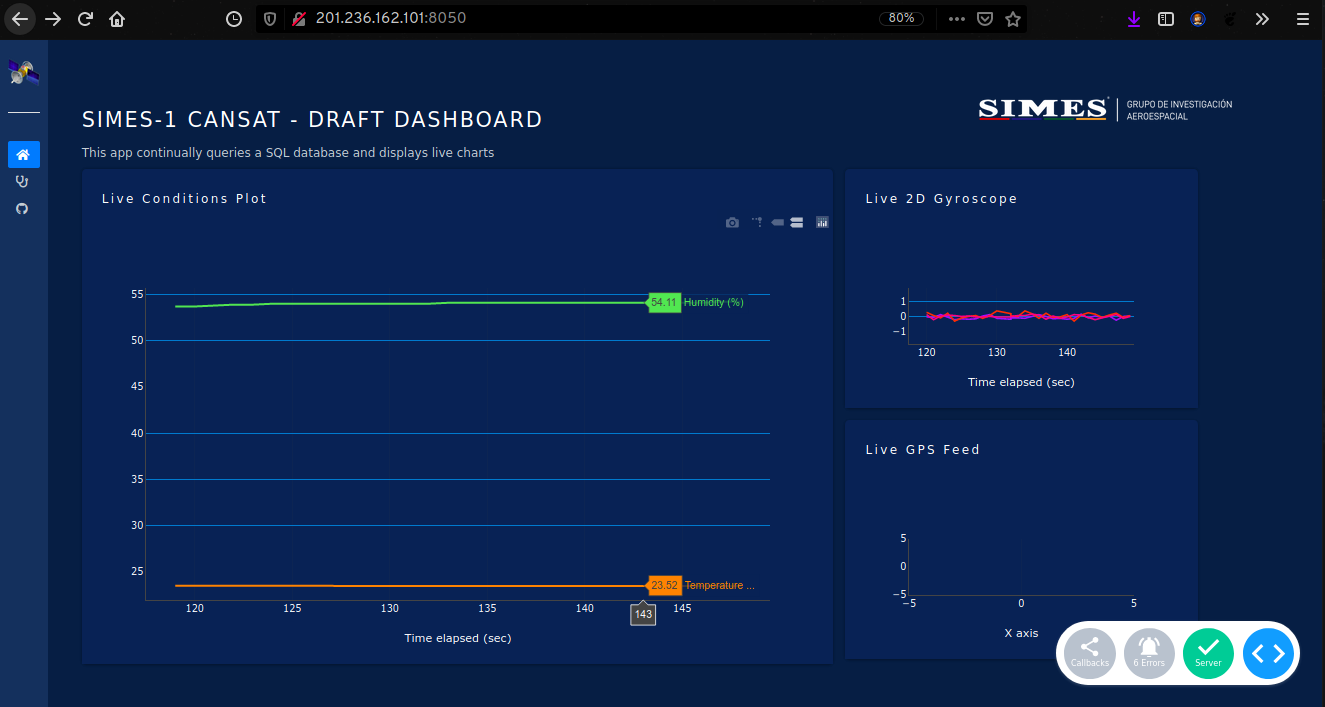 201.236.162.101:8050
80%
SIMES-1 CANSAT - DRAFT DASHBOARD
SIMES
GRUPO DE INVESTIGACIÓN
AEROESPACIAL
This app continually queries a SQL database and displays live charts
Live Conditions Plot
55
50
45
40
35
30
25
54.11
Humidity (%)
23.52
Temperature ...
120
125
130
135
140
143
145
Time elapsed (sec)
Live 2D Gyroscope
1
0
−1
120
130
140
Time elapsed (sec)
Live GPS Feed
5
0
−5
−5
0
5
X axis
Callbacks
6 Errors
Server